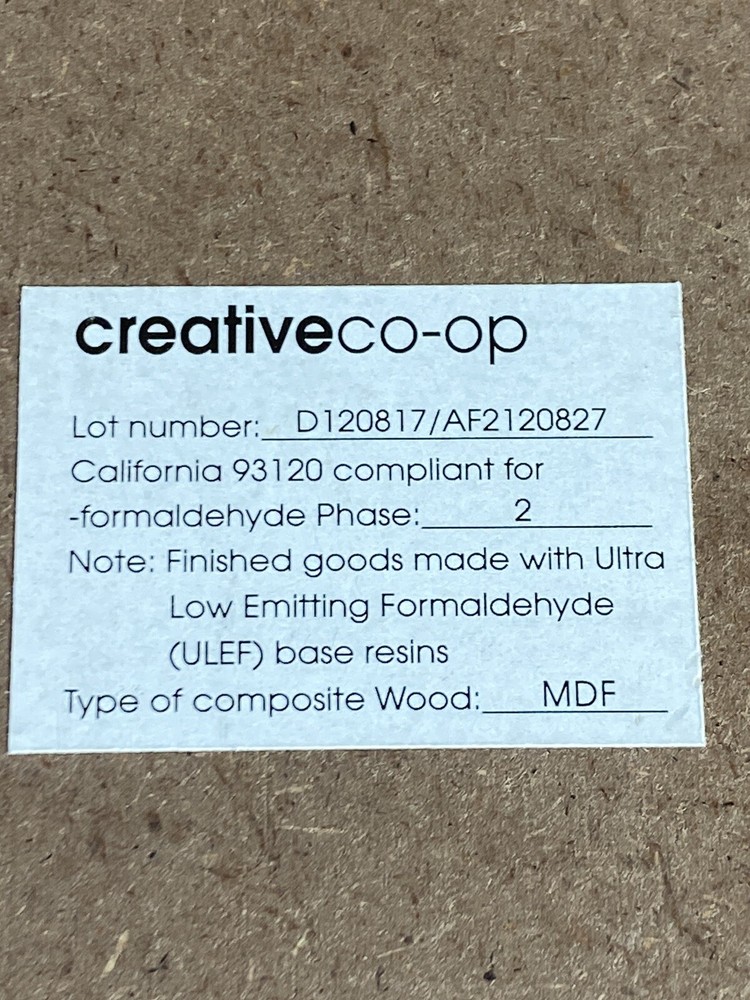 creativeco-op
Lot number: D120817/AF2120827
California 93120 compliant for
-formaldehyde Phase: 2
Note: Finished goods made with Ultra
Low Emitting Formaldehyde
(ULEF) base resins
Type of composite Wood: MDF